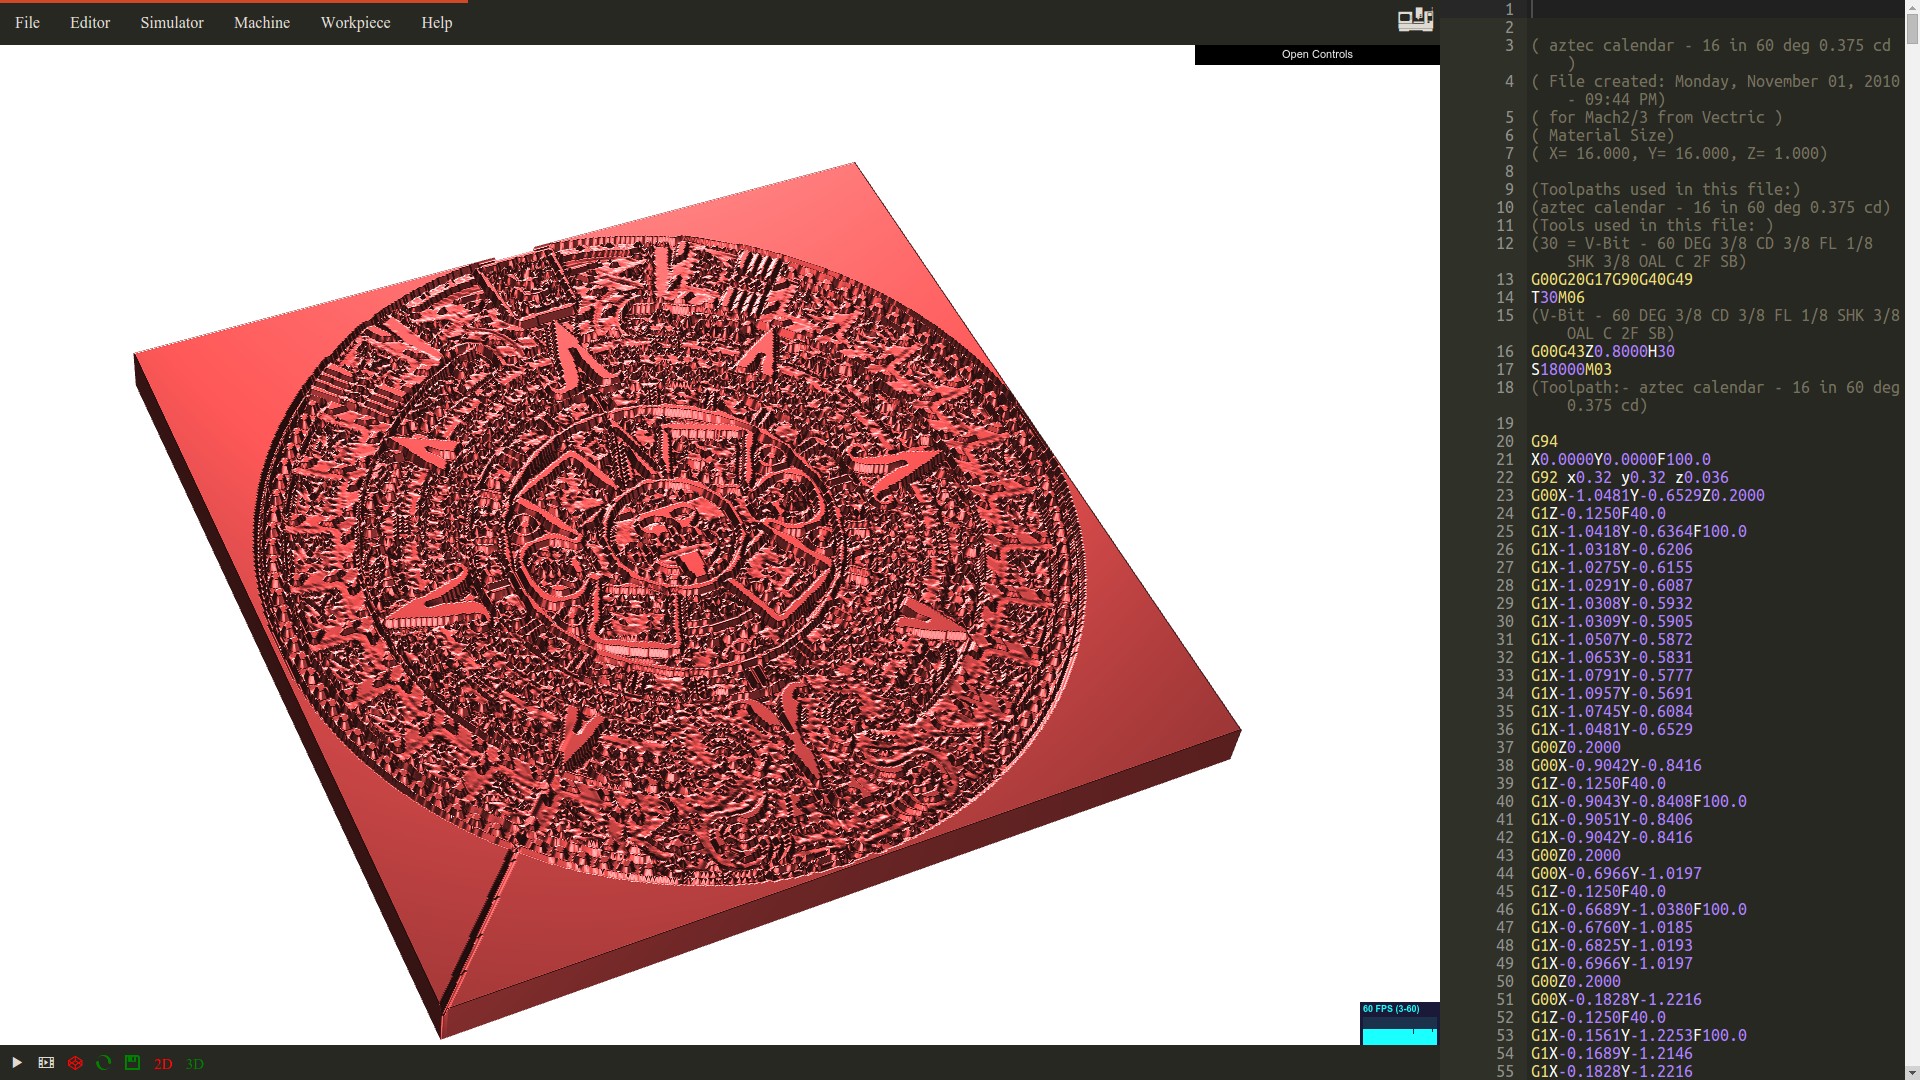 File Editor Simulator Machine Workpiece Help
Open Controls
60 FPS (3-60)
2D 3D
1
2
3 ( aztec calendar - 16 in 60 deg 0.375 cd
)
4 ( File created: Monday, November 01, 2010
- 09:44 PM)
5 ( for Mach2/3 from Vectric )
6 ( Material Size)
7 ( X= 16.000, Y= 16.000, Z= 1.000)
8
9 (Toolpaths used in this file:)
10 (aztec calendar - 16 in 60 deg 0.375 cd)
11 (Tools used in this file: )
12 (30 = V-Bit - 60 DEG 3/8 CD 3/8 FL 1/8
SHK 3/8 OAL C 2F SB)
13 G00G20G17G90G40G49
14 T30M06
15 (V-Bit - 60 DEG 3/8 CD 3/8 FL 1/8 SHK 3/8
OAL C 2F SB)
16 G00G43Z0.8000H30
17 S18000M03
18 (Toolpath:- aztec calendar - 16 in 60 deg
0.375 cd)
19
20 G94
21 X0.0000Y0.0000F100.0
22 G92 x0.32 y0.32 z0.036
23 G00X-1.0481Y-0.6529Z0.2000
24 G1Z-0.1250F40.0
25 G1X-1.0418Y-0.6364F100.0
26 G1X-1.0318Y-0.6206
27 G1X-1.0275Y-0.6155
28 G1X-1.0291Y-0.6087
29 G1X-1.0308Y-0.5932
30 G1X-1.0309Y-0.5905
31 G1X-1.0507Y-0.5872
32 G1X-1.0653Y-0.5831
33 G1X-1.0791Y-0.5777
34 G1X-1.0957Y-0.5691
35 G1X-1.0745Y-0.6084
36 G1X-1.0481Y-0.6529
37 G00Z0.2000
38 G00X-0.9042Y-0.8416
39 G1Z-0.1250F40.0
40 G1X-0.9043Y-0.8408F100.0
41 G1X-0.9051Y-0.8406
42 G1X-0.9042Y-0.8416
43 G00Z0.2000
44 G00X-0.6966Y-1.0197
45 G1Z-0.1250F40.0
46 G1X-0.6689Y-1.0380F100.0
47 G1X-0.6760Y-1.0185
48 G1X-0.6825Y-1.0193
49 G1X-0.6966Y-1.0197
50 G00Z0.2000
51 G00X-0.1828Y-1.2216
52 G1Z-0.1250F40.0
53 G1X-0.1561Y-1.2253F100.0
54 G1X-0.1689Y-1.2146
55 G1X-0.1828Y-1.2216